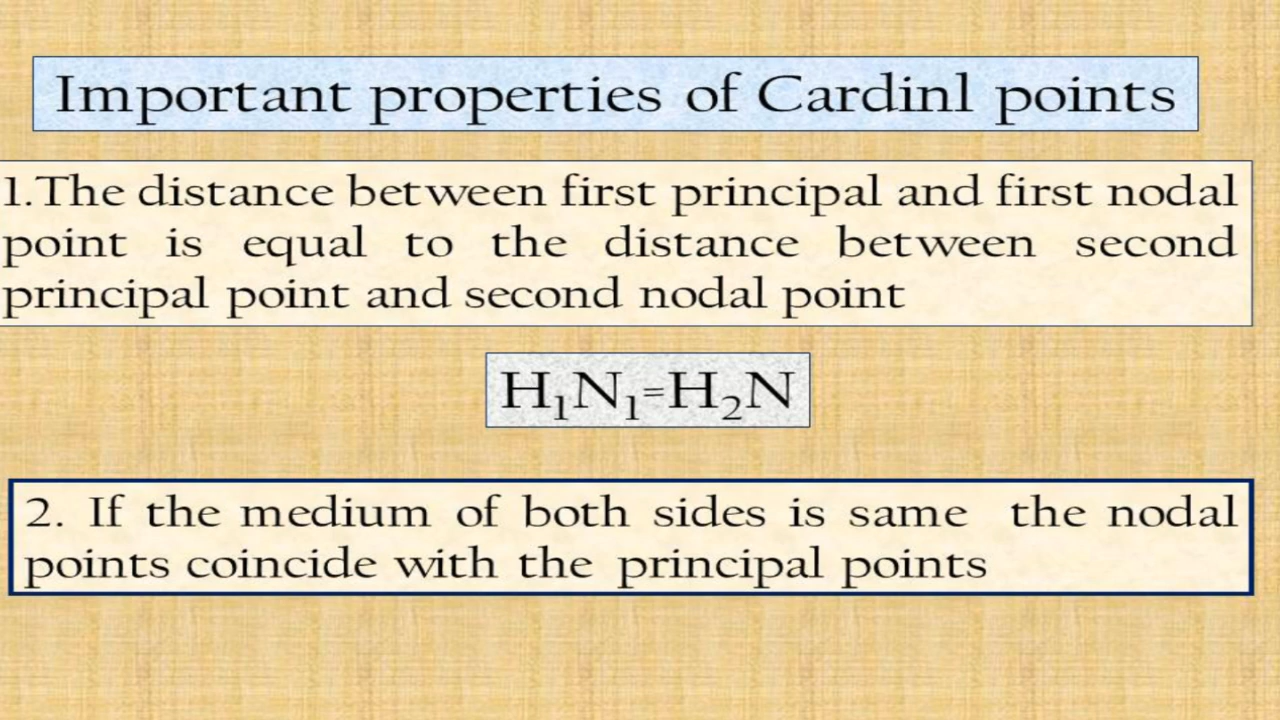 Important properties of Cardinl points
1.The distance between first principal and first nodal
point is equal to the distance between second
principal point and second nodal point
H₁N₁=H₂N
2. If the medium of both sides is same the nodal
points coincide with the principal points